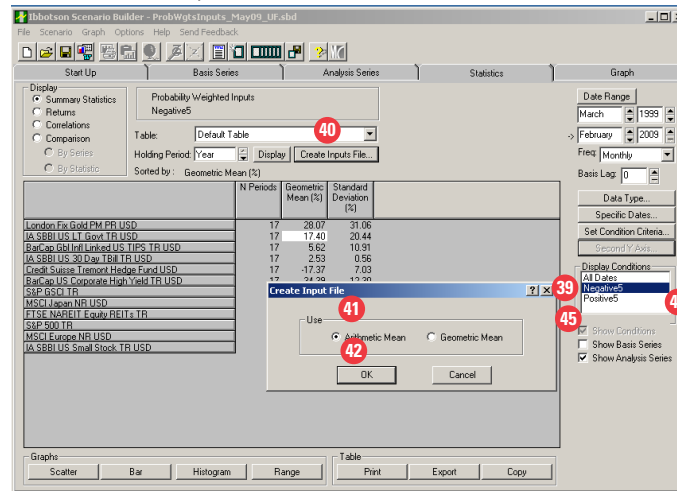 Ibbotson Scenario Builder - ProbWgtsInputs_May09_UF.sbd
File Scenario Graph Options Help Send Feedback
Start Up Basis Series Analysis Series Statistics Graph
Display
Summary Statistics
Returns
Correlations
Comparison
By Series
By Statistic
Probability Weighted Inputs
Negative5
40
Table: Default Table
Holding Period: Year Display Create Inputs File...
Sorted by : Geometric Mean (%)
N Periods Geometric Mean (%) Standard Deviation (%)
London Fix Gold PM PR USD 17 28.07 31.06
IA SBBI US LT Govt TR USD 17 17.40 20.44
BarCap Gbl Infl Linked US TIPS TR USD 17 5.62 10.91
IA SBBI US 30 Day TBill TR USD 17 2.53 0.56
Credit Suisse Tremont Hedge Fund USD 17 -17.37 7.03
BarCap US Corporate High Yield TR USD
S&P GSCI TR
MSCI Japan NR USD
FTSE NAREIT Equity REITs TR
S&P 500 TR
MSCI Europe NR USD
IA SBBI US Small Stock TR USD
Create Input File
41
Use
Arithmetic Mean Geometric Mean
42
OK Cancel
Date Range
March 1999
-> February 2009
Freq: Monthly
Basis Lag: 0
Data Type...
Specific Dates...
Set Condition Criteria...
Second Y Axis...
Display Conditions
39
All Dates
Negative5
Positive5
45
Show Conditions
Show Basis Series
Show Analysis Series
Graphs
Scatter Bar Histogram Range
Table
Print Export Copy